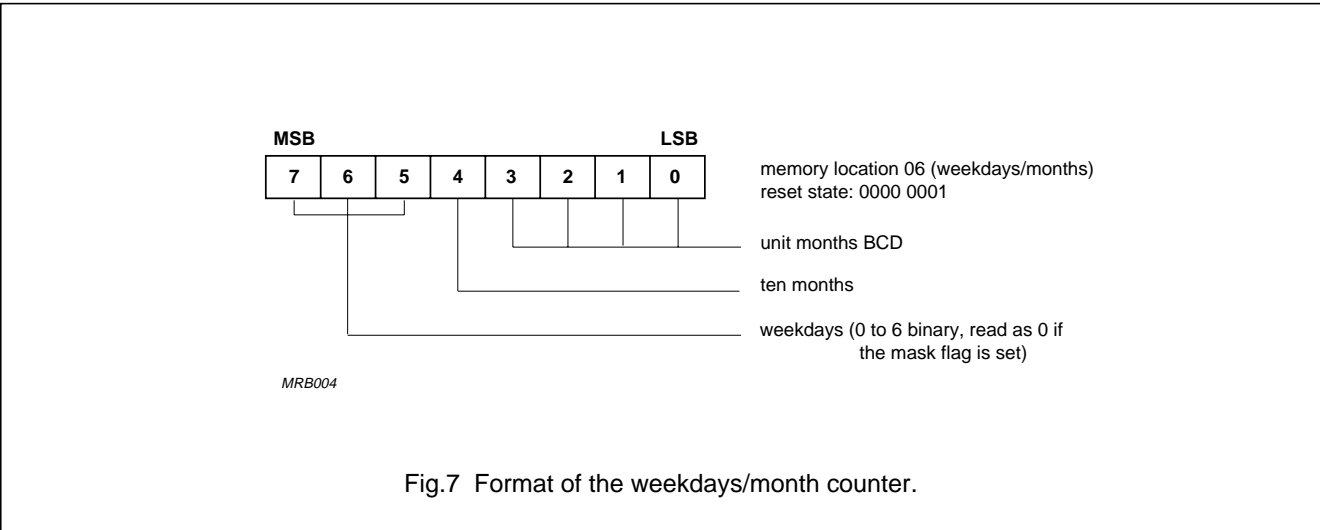 MSB LSB
7 6 5 4 3 2 1 0
memory location 06 (weekdays/months)
reset state: 0000 0001
unit months BCD
ten months
weekdays (0 to 6 binary, read as 0 if
the mask flag is set)
MRB004
Fig.7 Format of the weekdays/month counter.